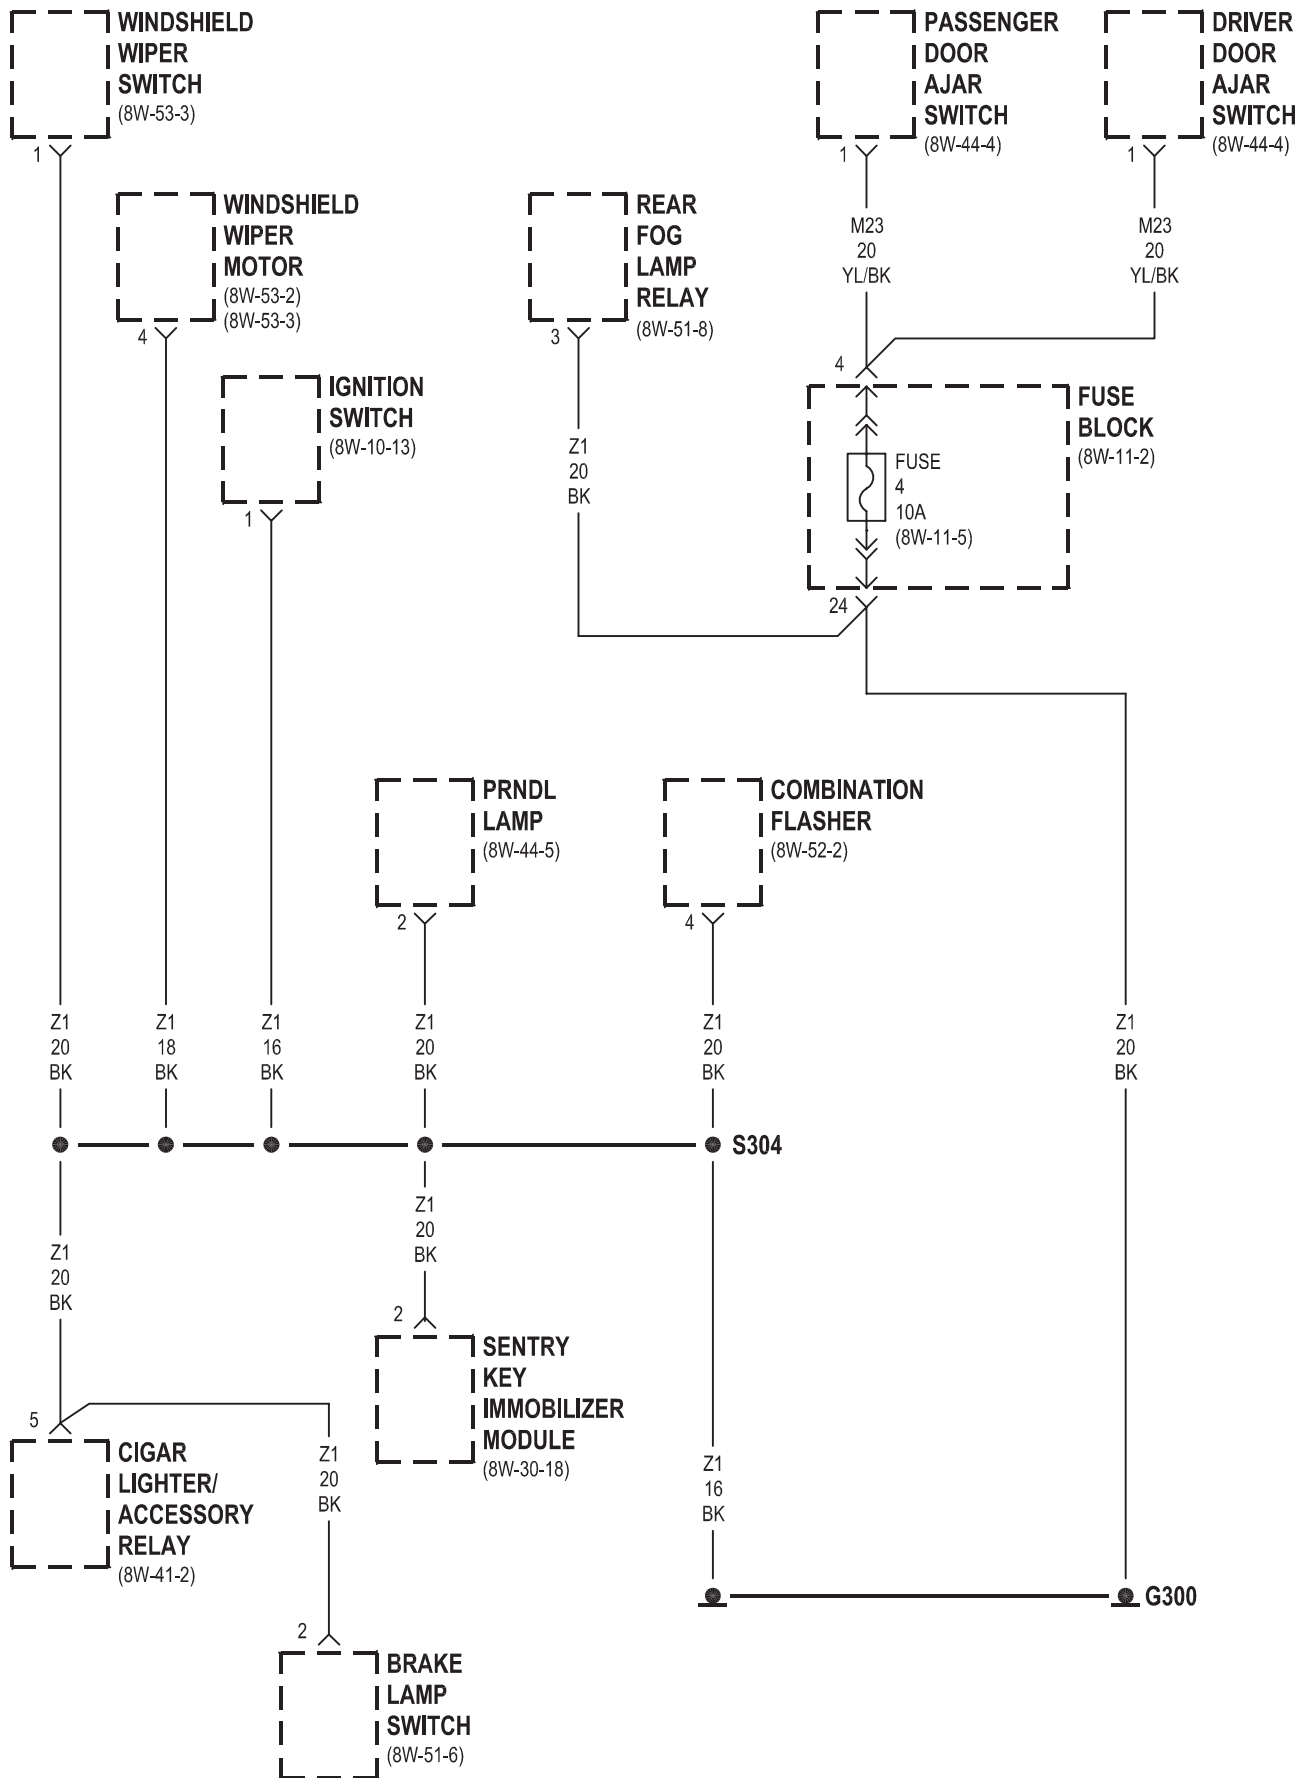 WINDSHIELD
WIPER
SWITCH
(8W-53-3)
1
PASSENGER
DOOR
AJAR
SWITCH
(8W-44-4)
1
DRIVER
DOOR
AJAR
SWITCH
(8W-44-4)
1
WINDSHIELD
WIPER
MOTOR
(8W-53-2)
(8W-53-3)
4
REAR
FOG
LAMP
RELAY
(8W-51-8)
3
M23
20
YL/BK
M23
20
YL/BK
IGNITION
SWITCH
(8W-10-13)
1
Z1
20
BK
4
FUSE
BLOCK
(8W-11-2)
FUSE
4
10A
(8W-11-5)
24
PRNDL
LAMP
(8W-44-5)
2
COMBINATION
FLASHER
(8W-52-2)
4
Z1
20
BK
Z1
18
BK
Z1
16
BK
Z1
20
BK
Z1
20
BK
Z1
20
BK
S304
Z1
20
BK
Z1
20
BK
2
SENTRY
KEY
IMMOBILIZER
MODULE
(8W-30-18)
5
CIGAR
LIGHTER/
ACCESSORY
RELAY
(8W-41-2)
Z1
20
BK
Z1
16
BK
G300
2
BRAKE
LAMP
SWITCH
(8W-51-6)